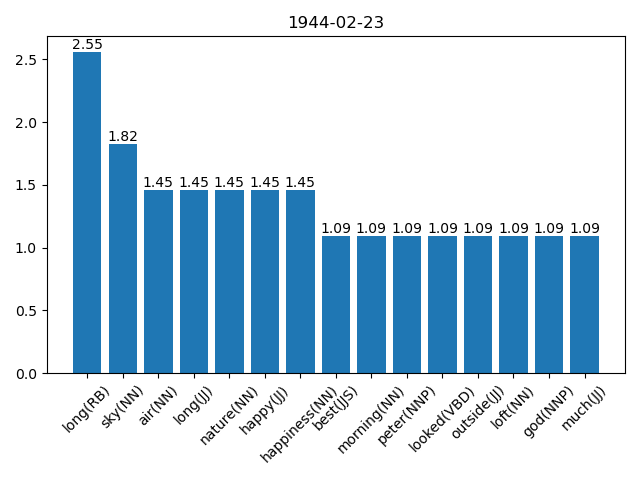 1944-02-23
2.55
1.82
1.45 1.45 1.45 1.45 1.45
1.09 1.09 1.09 1.09 1.09 1.09 1.09 1.09
2.5
2.0
1.5
1.0
0.5
0.0
long(RB)
sky(NN)
air(NN)
long(JJ)
nature(NN)
happy(JJ)
happiness(NN)
best(JJS)
morning(NN)
peter(NNP)
looked(VBD)
outside(JJ)
loft(NN)
god(NNP)
much(JJ)